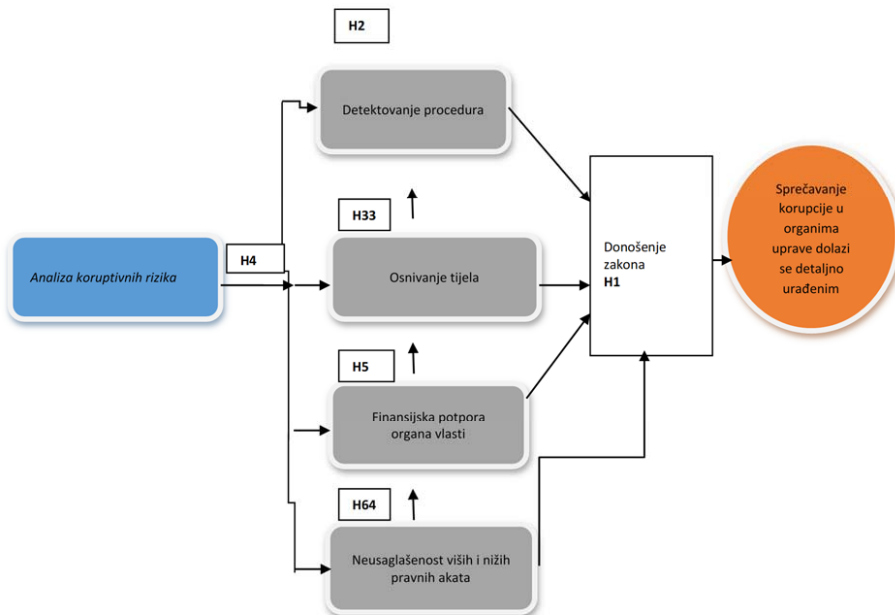 H2
Detektovanje procedura
H33
H4
Analiza koruptivnih rizika
Osnivanje tijela
Donošenje
zakona
H1
Sprečavanje
korupcije u
organima
uprave dolazi
se detaljno
urađenim
H5
Finansijska potpora
organa vlasti
H64
Neusaglašenost viših i nižih
pravnih akata